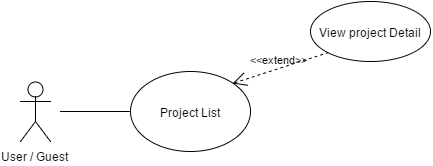 View project Detail
<<extend>>
Project List
User / Guest